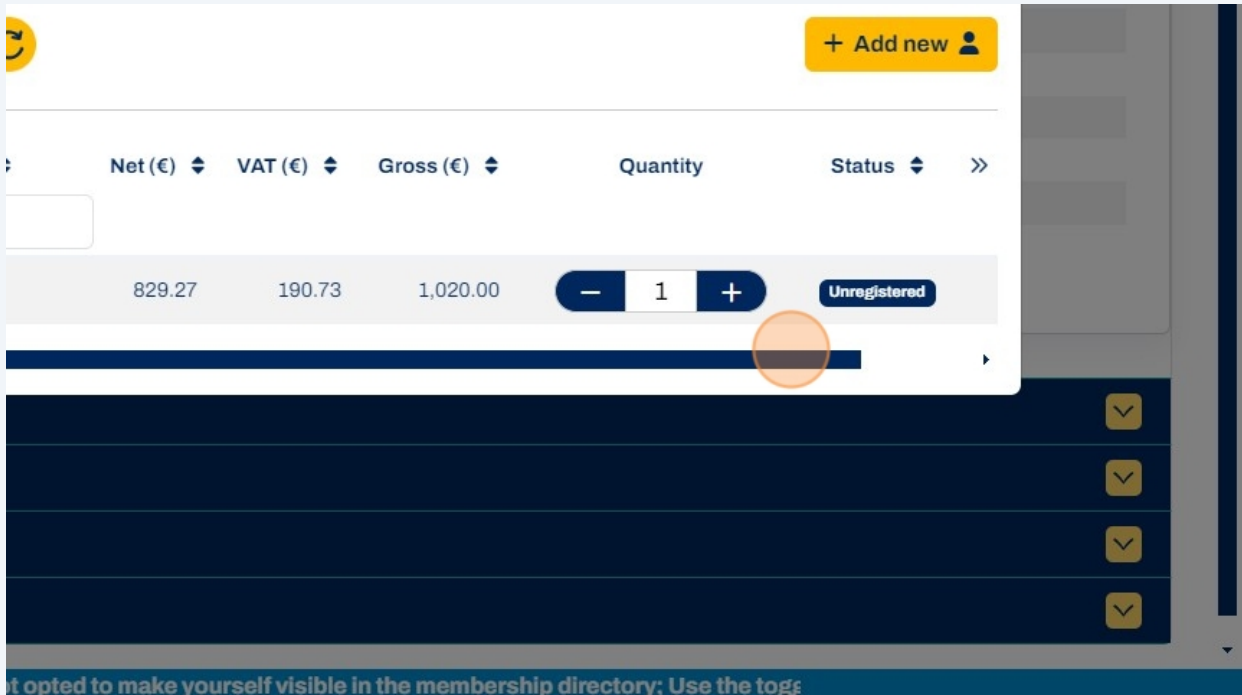 + Add new
Net (€) VAT (€) Gross (€) Quantity Status
829.27 190.73 1,020.00 − 1 + Unregistered
opted to make yourself visible in the membership directory; Use the